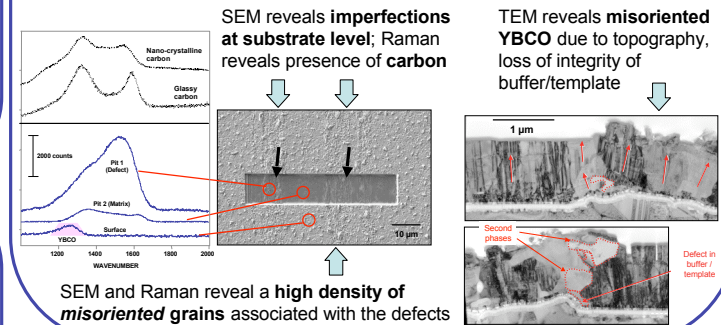 SEM reveals imperfections
at substrate level; Raman
reveals presence of carbon
TEM reveals misoriented
YBCO due to topography,
loss of integrity of
buffer/template
Nano-crystalline
carbon
Glassy
carbon
2000 counts
Pit 1
(Defect)
Pit 2 (Matrix)
Surface
YBCO
1200 1400 1600 1800 2000
WAVENUMBER
10 µm
1 µm
Second
phases
Defect in
buffer /
template
SEM and Raman reveal a high density of
misoriented grains associated with the defects